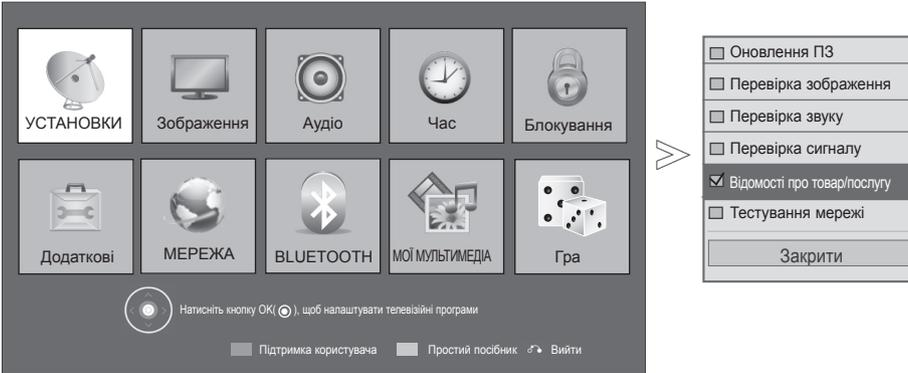 УСТАНОВКИ Зображення Аудіо Час Блокування
Додаткові МЕРЕЖА BLUETOOTH МОЇ МУЛЬТИМЕДІА Гра
Натисніть кнопку OK( ), щоб налаштувати телевізійні програми
Підтримка користувача Простий посібник Вийти
Оновлення ПЗ
Перевірка зображення
Перевірка звуку
Перевірка сигналу
Відомості про товар/послугу
Тестування мережі
Закрити